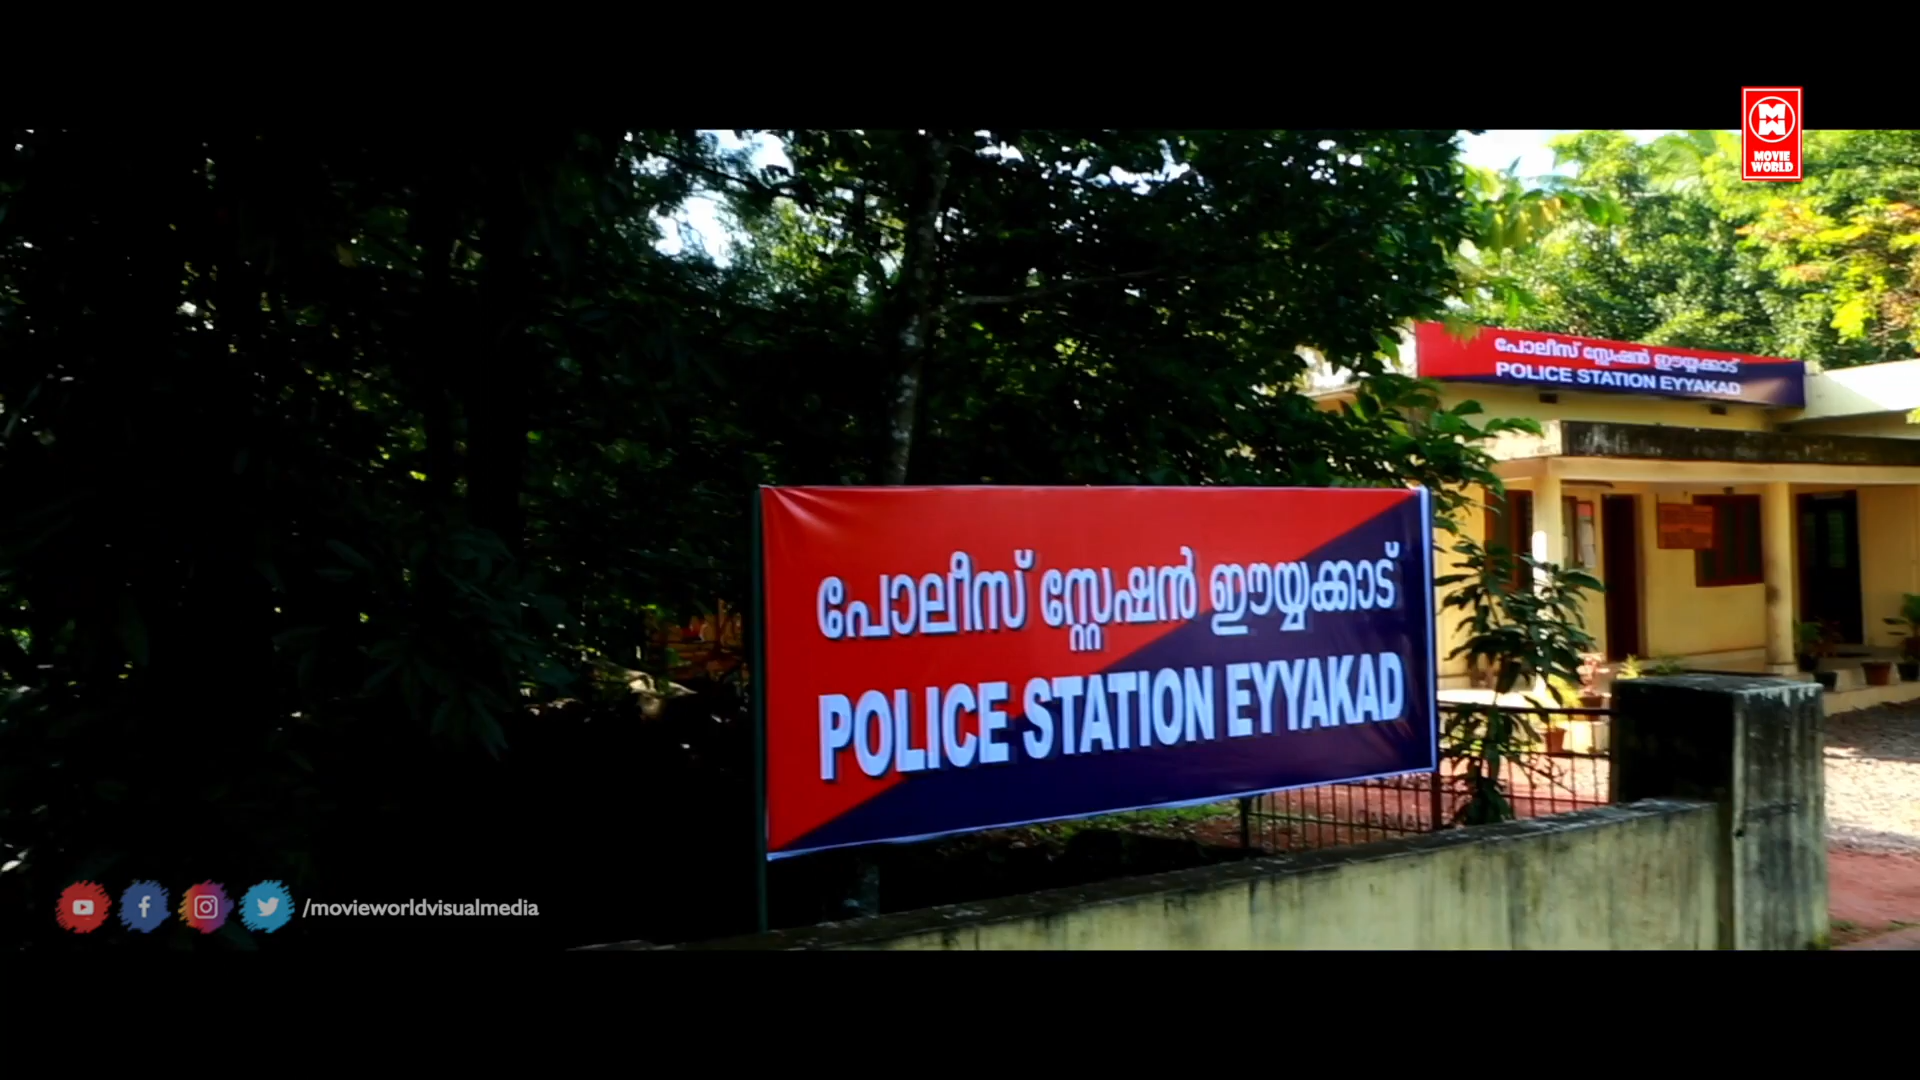 MOVIE
WORLD
പോലീസ് സ്റ്റേഷൻ ഈയ്യക്കാട്
POLICE STATION EYYAKAD
പോലീസ് സ്റ്റേഷൻ ഈയ്യക്കാട്
POLICE STATION EYYAKAD
/movieworldvisualmedia